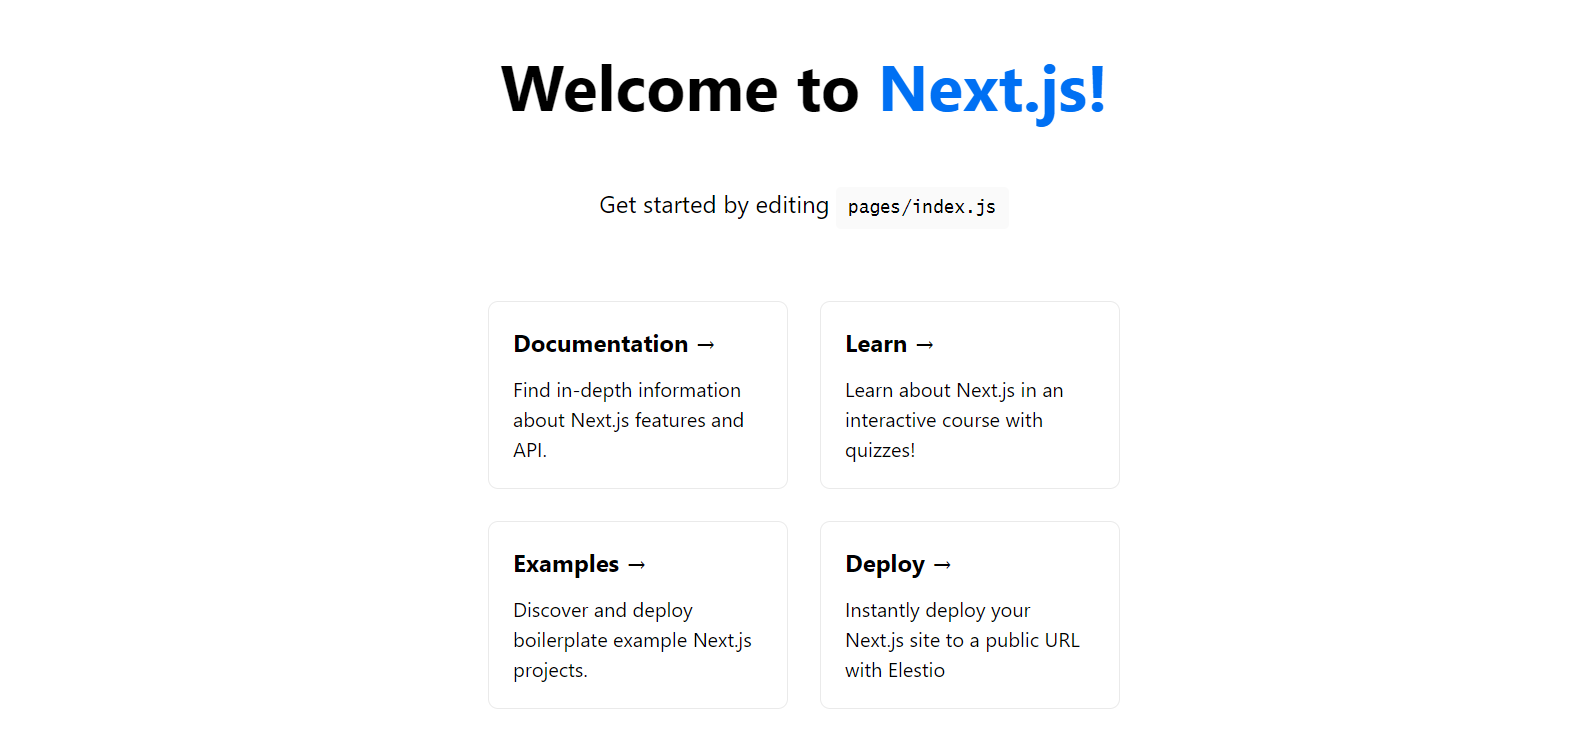 Welcome to Next.js!
Get started by editing pages/index.js
Documentation →
Find in-depth information
about Next.js features and
API.
Learn →
Learn about Next.js in an
interactive course with
quizzes!
Examples →
Discover and deploy
boilerplate example Next.js
projects.
Deploy →
Instantly deploy your
Next.js site to a public URL
with Elestio